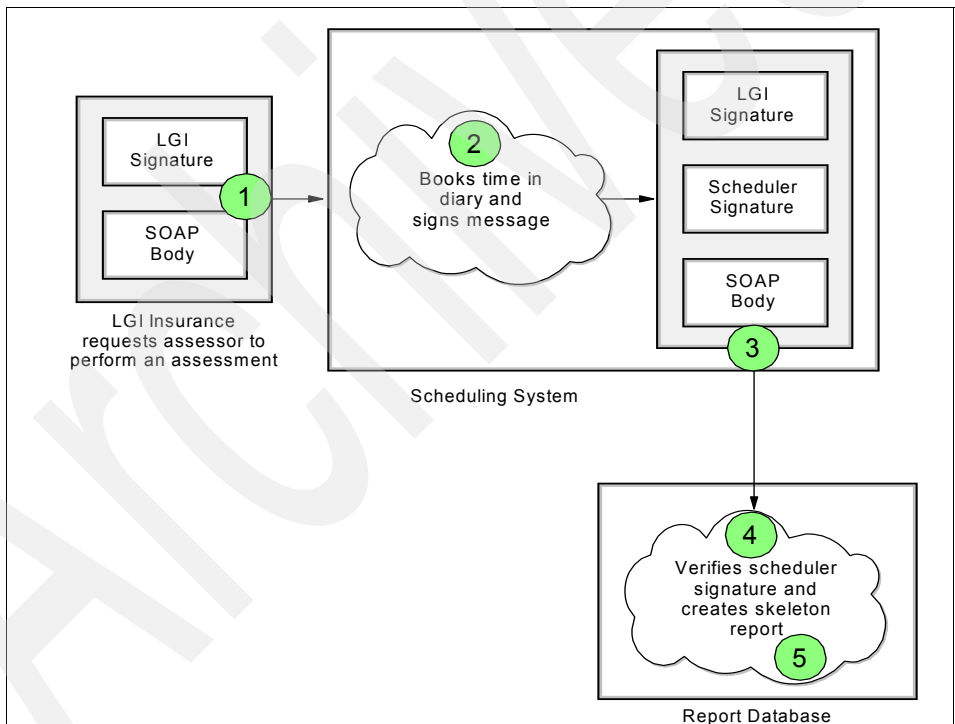 LGI
Signature
SOAP
Body
1
LGI Insurance
requests assessor to
perform an assessment
2
Books time in
diary and
signs message
LGI
Signature
Scheduler
Signature
SOAP
Body
3
Scheduling System
4
Verifies scheduler
signature and
creates skeleton
report
5
Report Database
Archive